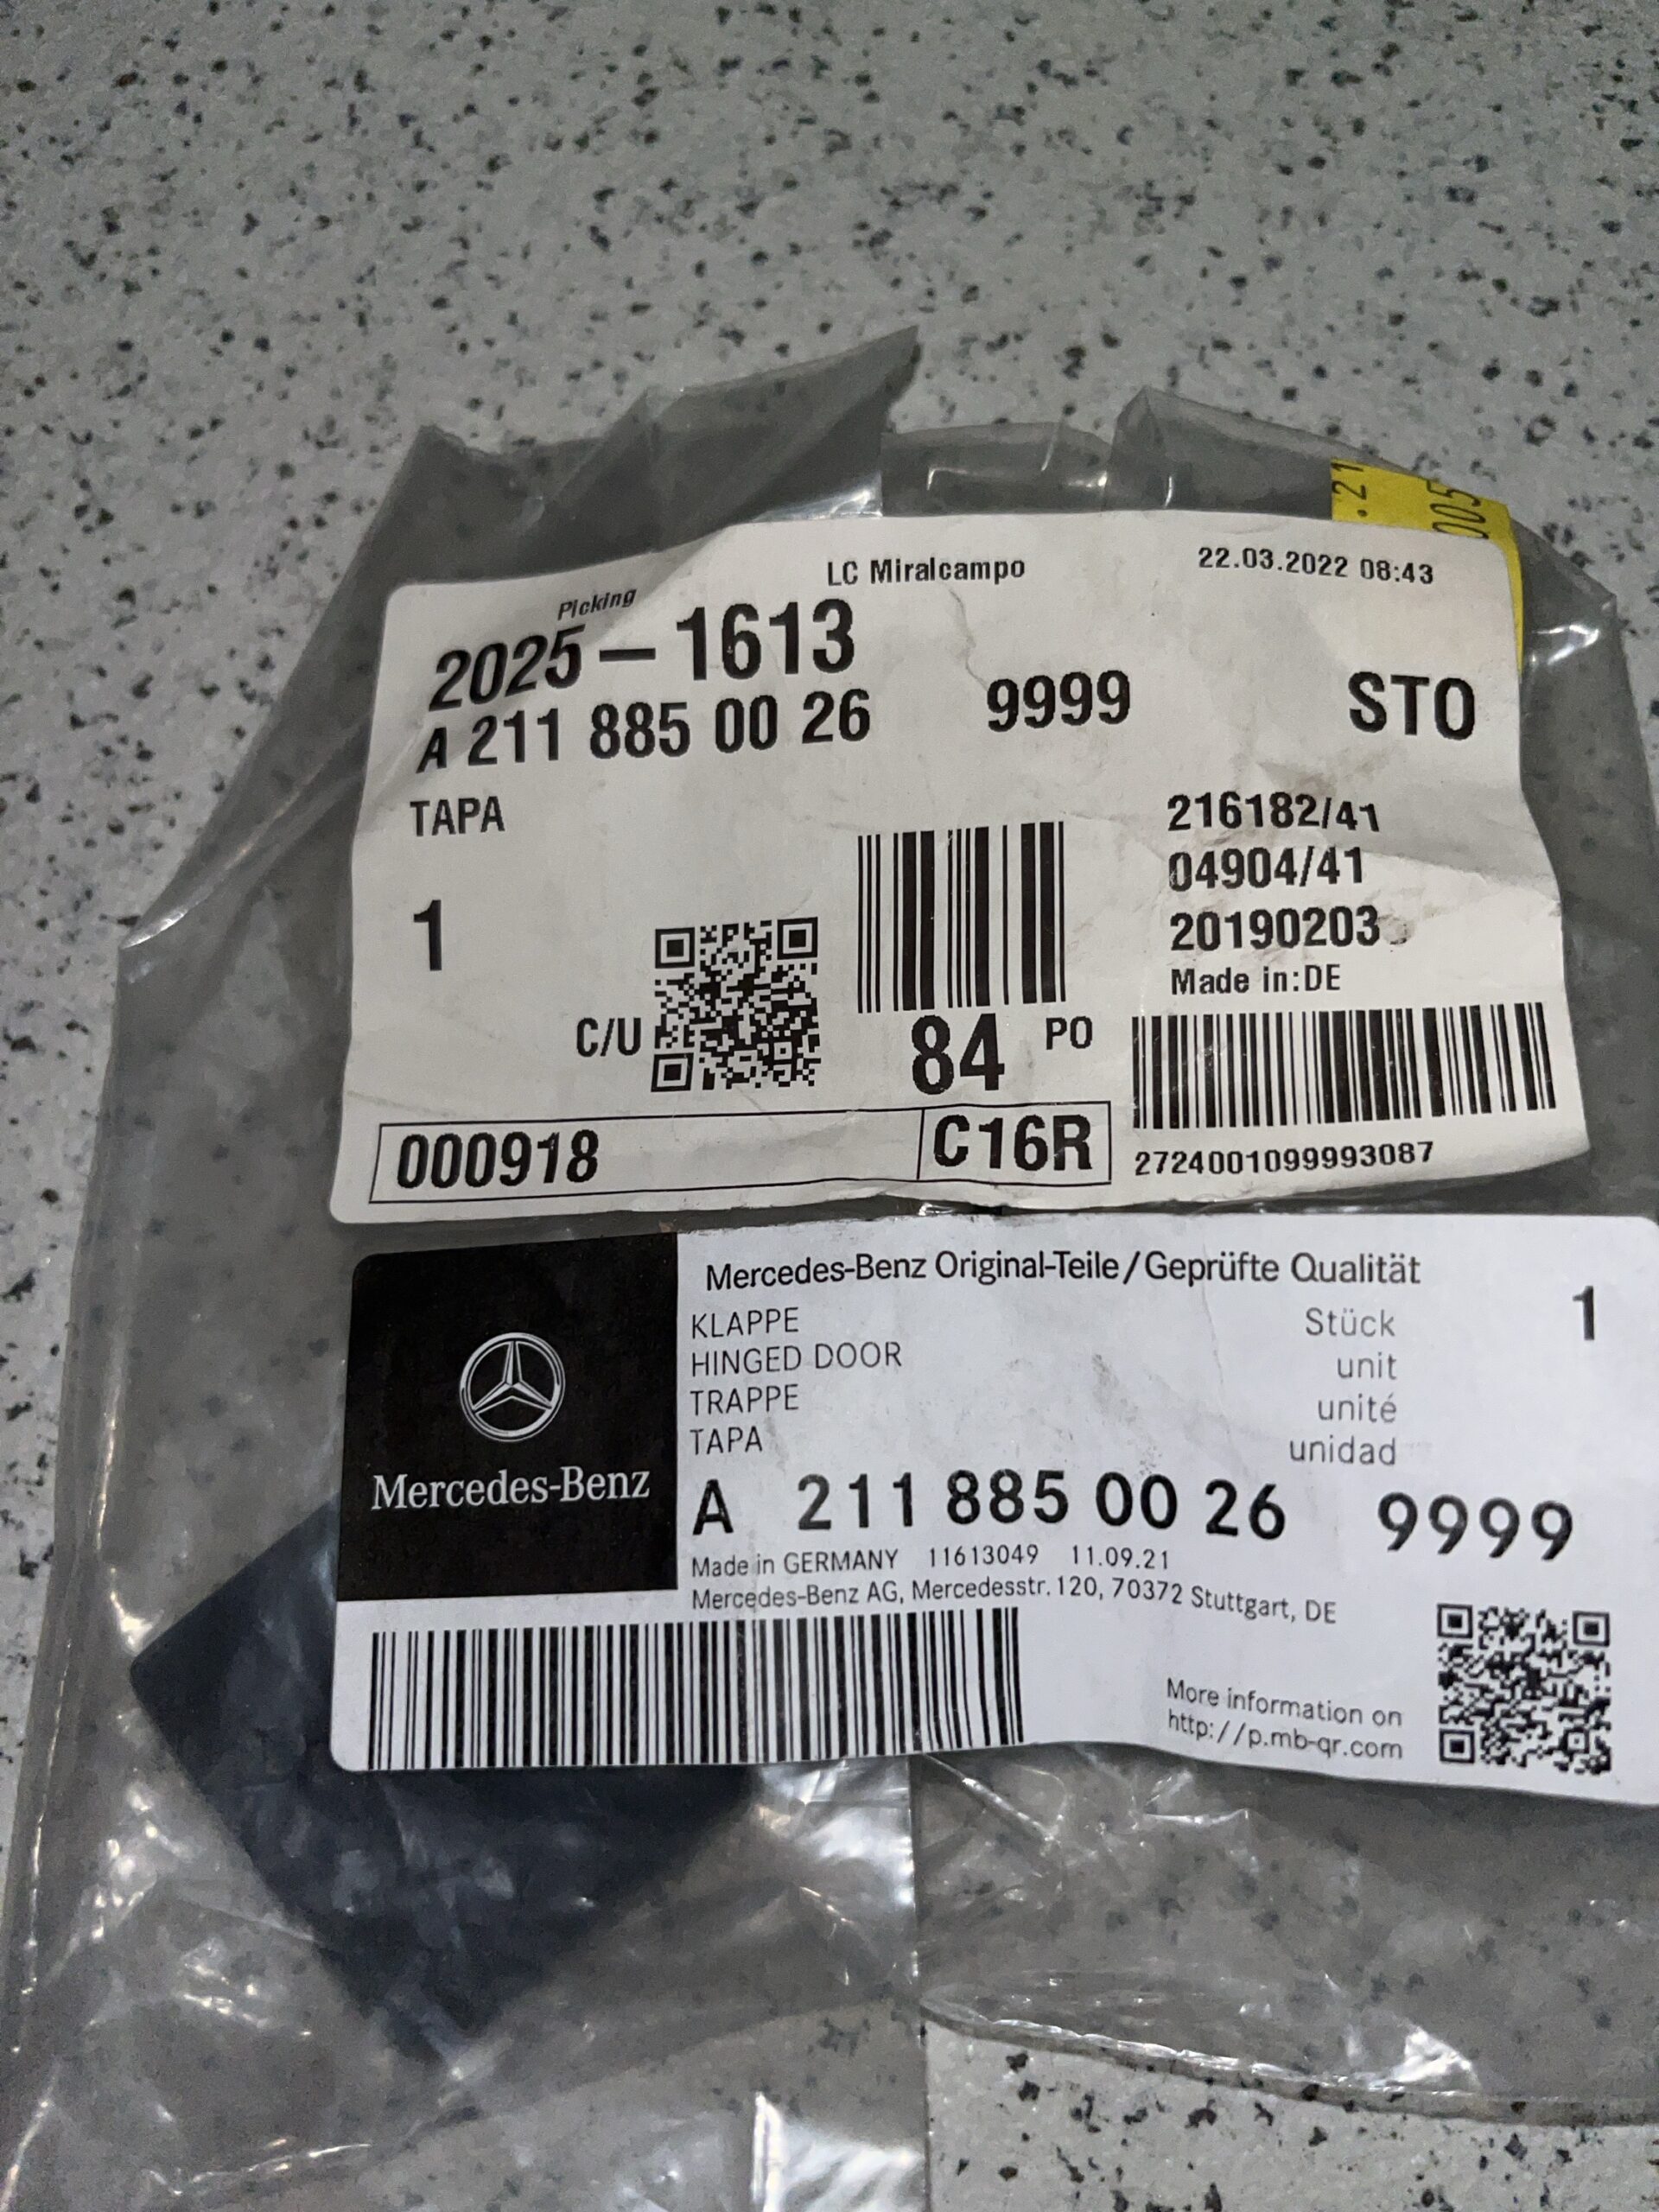 .21
005
LC Miralcampo
22.03.2022 08:43
Picking
2025 – 1613
A 211 885 00 26 9999 STO
TAPA
216182/41
04904/41
1
20190203
Made in:DE
C/U
84 PO
000918 C16R
2724001099993087
Mercedes-Benz Original-Teile/Geprüfte Qualität
KLAPPE Stück 1
HINGED DOOR unit
TRAPPE unité
TAPA unidad
Mercedes-Benz
A 211 885 00 26 9999
Made in GERMANY 11613049 11.09.21
Mercedes-Benz AG, Mercedesstr. 120, 70372 Stuttgart, DE
More information on
http://p.mb-qr.com